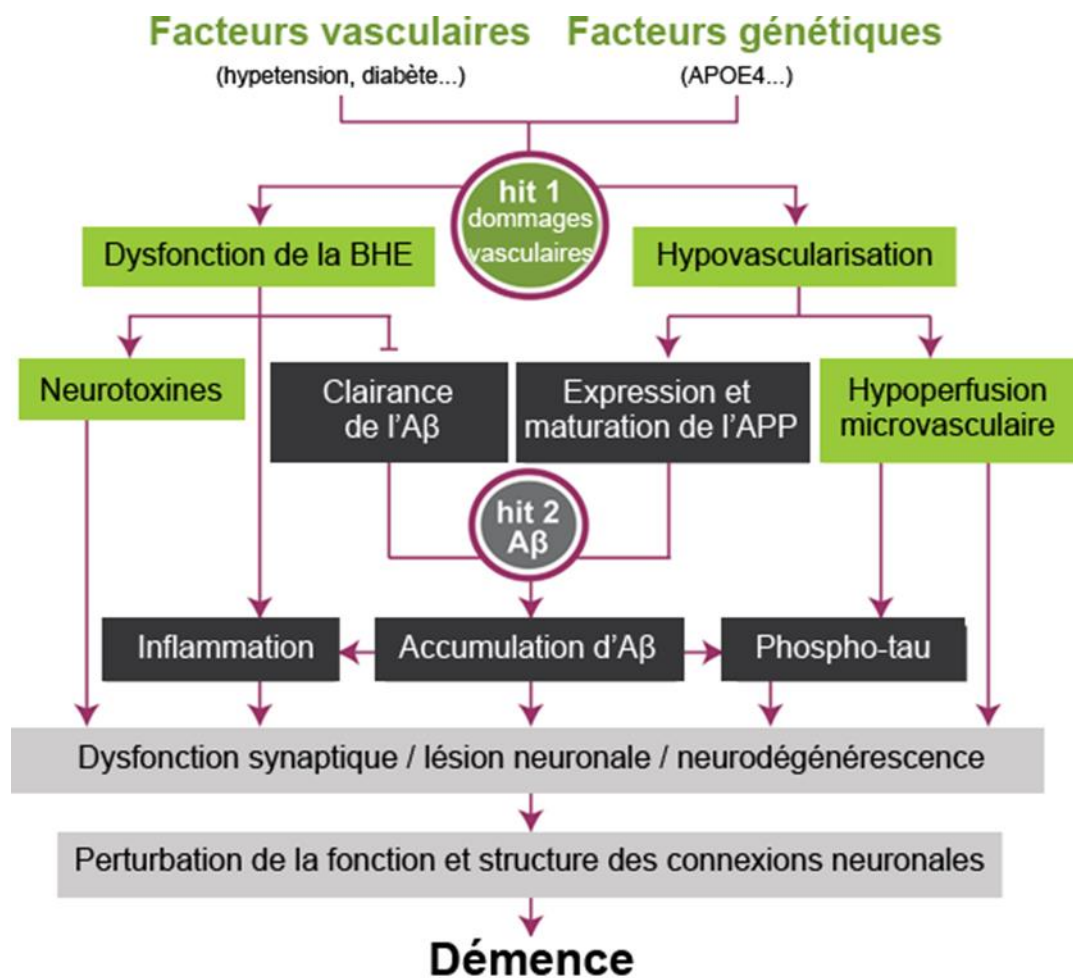 Facteurs vasculaires
Facteurs génétiques
(hypetension, diabète...)
(APOE4...)
hit 1
dommages
vasculaires
Dysfonction de la BHE
Hypovascularisation
Neurotoxines
Clairance
de l'Aβ
Expression et
maturation de l'APP
Hypoperfusion
microvasculaire
hit 2
Aβ
Inflammation
Accumulation d'Aβ
Phospho-tau
Dysfonction synaptique / lésion neuronale / neurodégénérescence
Perturbation de la fonction et structure des connexions neuronales
Démence